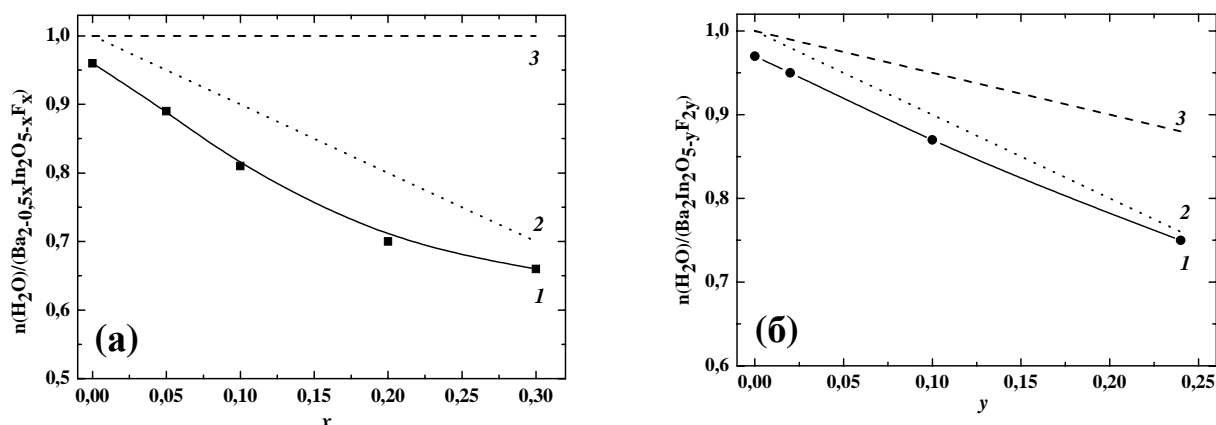 n(H2O)/(Ba2-0,5xIn2O5-xFx)
1,0
0,9
0,8
0,7
0,6
0,5
3
2
1
(а)
0,00 0,05 0,10 0,15 0,20 0,25 0,30
x
n(H2O)/(Ba2In2O5-yF2y)
1,0
0,9
0,8
0,7
0,6
3
2
1
(б)
0,00 0,05 0,10 0,15 0,20 0,25
y